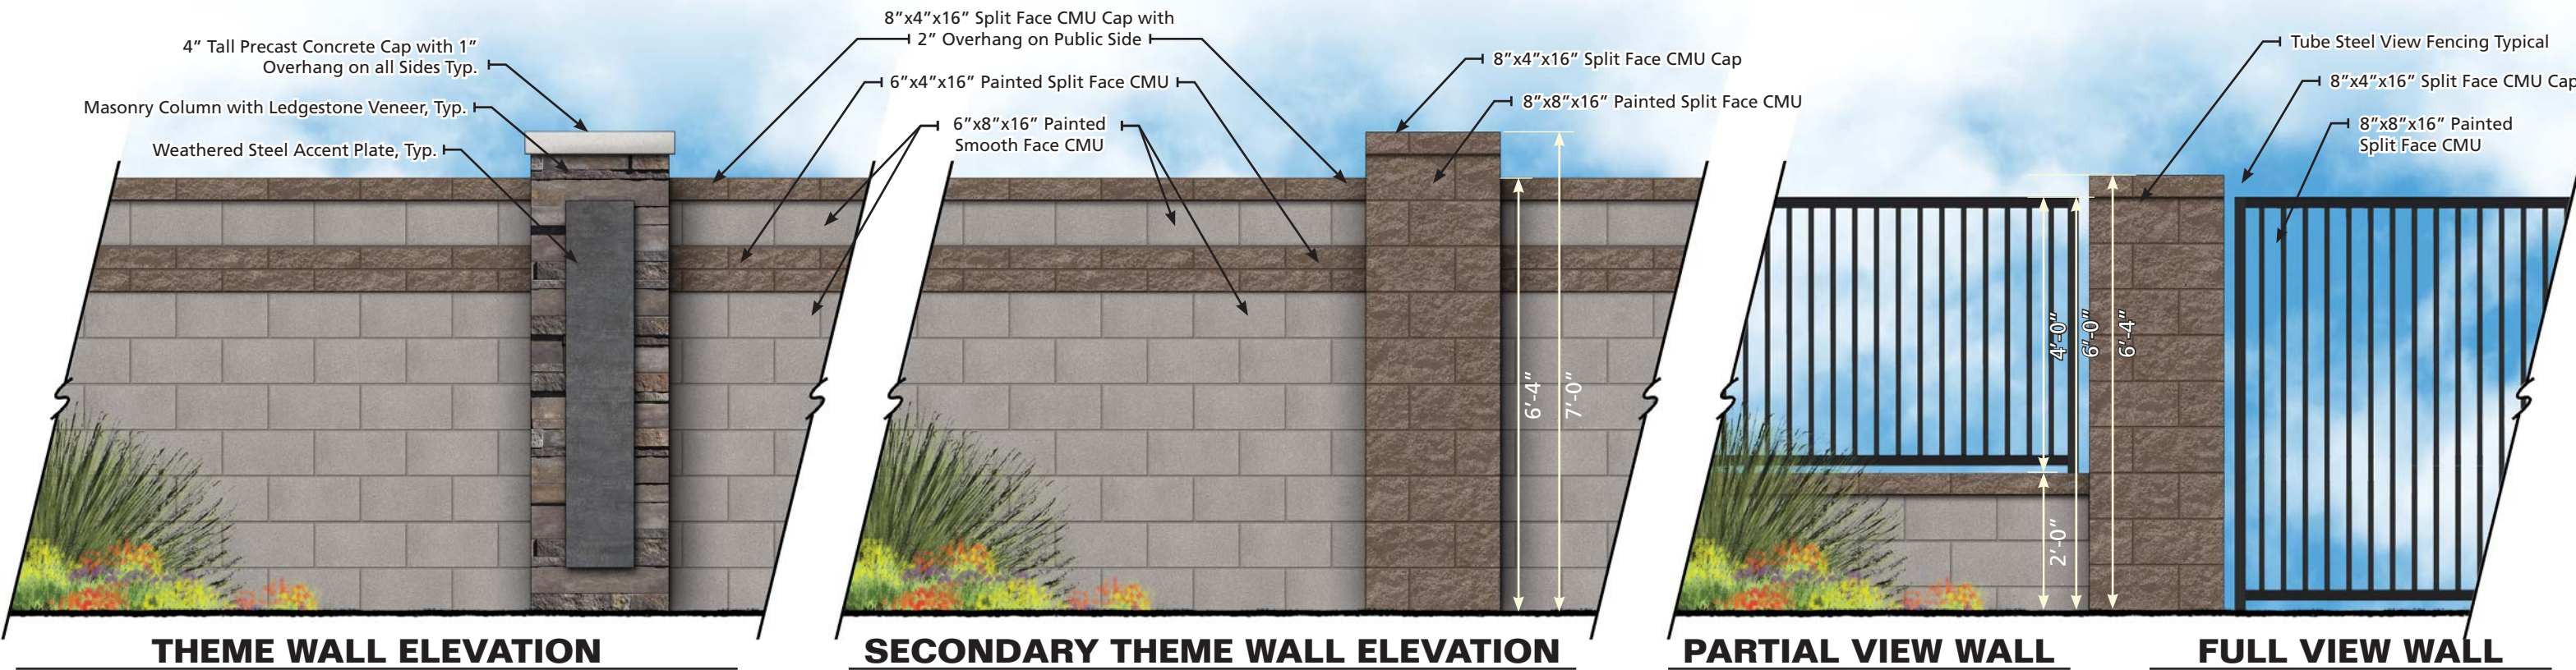 4” Tall Precast Concrete Cap with 1”
Overhang on all Sides Typ.
Masonry Column with Ledgestone Veneer, Typ.
Weathered Steel Accent Plate, Typ.
8”x4”x16” Split Face CMU Cap with
2” Overhang on Public Side
6”x4”x16” Painted Split Face CMU
6”x8”x16” Painted
Smooth Face CMU
8”x4”x16” Split Face CMU Cap
8”x8”x16” Painted Split Face CMU
6’-4”
7’-0”
Tube Steel View Fencing Typical
8”x4”x16” Split Face CMU Cap
8”x8”x16” Painted
Split Face CMU
4’-0”
6’-0”
6’-4”
2’-0”
THEME WALL ELEVATION
SECONDARY THEME WALL ELEVATION
PARTIAL VIEW WALL
FULL VIEW WALL